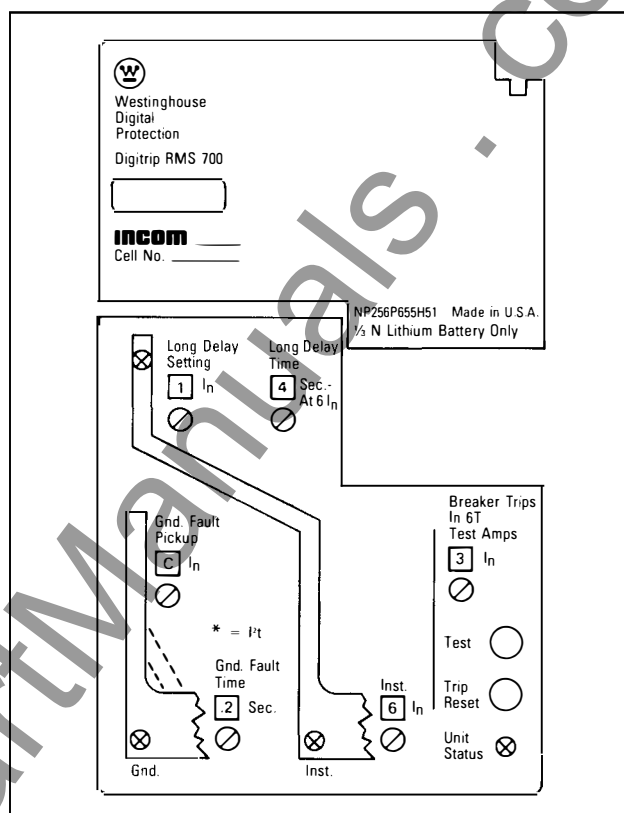 W
Westinghouse
Digital
Protection
Digitrip RMS 700
INCOM
Cell No.
NP256P655H51 Made in U.S.A.
⅓ N Lithium Battery Only
Long Delay
Setting
1 In
Long Delay
Time
4 Sec.-
At 6 In
Gnd. Fault
Pickup
C In
* = I²t
Gnd. Fault
Time
.2 Sec.
Gnd.
Inst.
6 In
Inst.
Breaker Trips
In 6T
Test Amps
3 In
Test
Trip
Reset
Unit
Status